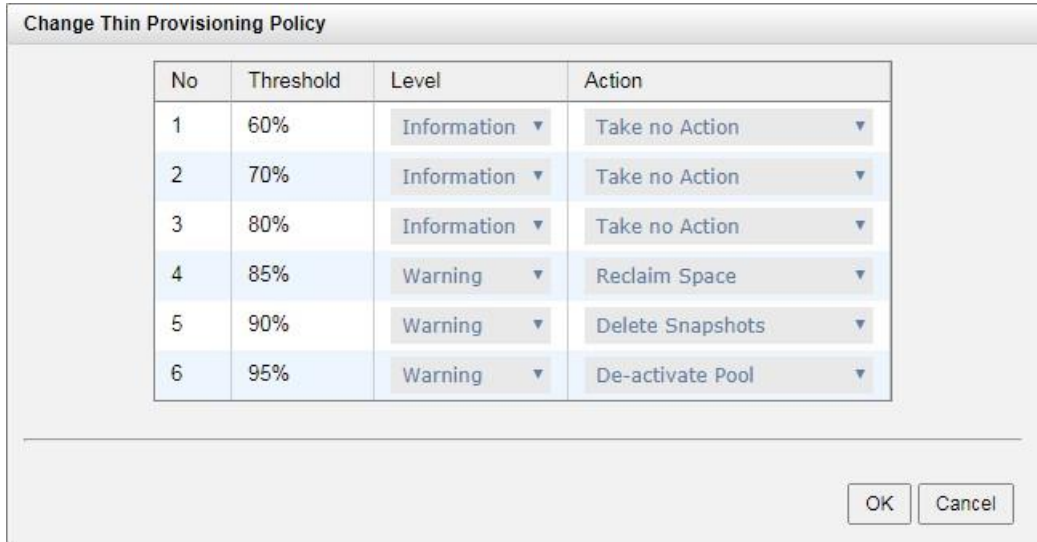 Change Thin Provisioning Policy
No Threshold Level Action
1 60% Information Take no Action
2 70% Information Take no Action
3 80% Information Take no Action
4 85% Warning Reclaim Space
5 90% Warning Delete Snapshots
6 95% Warning De-activate Pool
OK Cancel